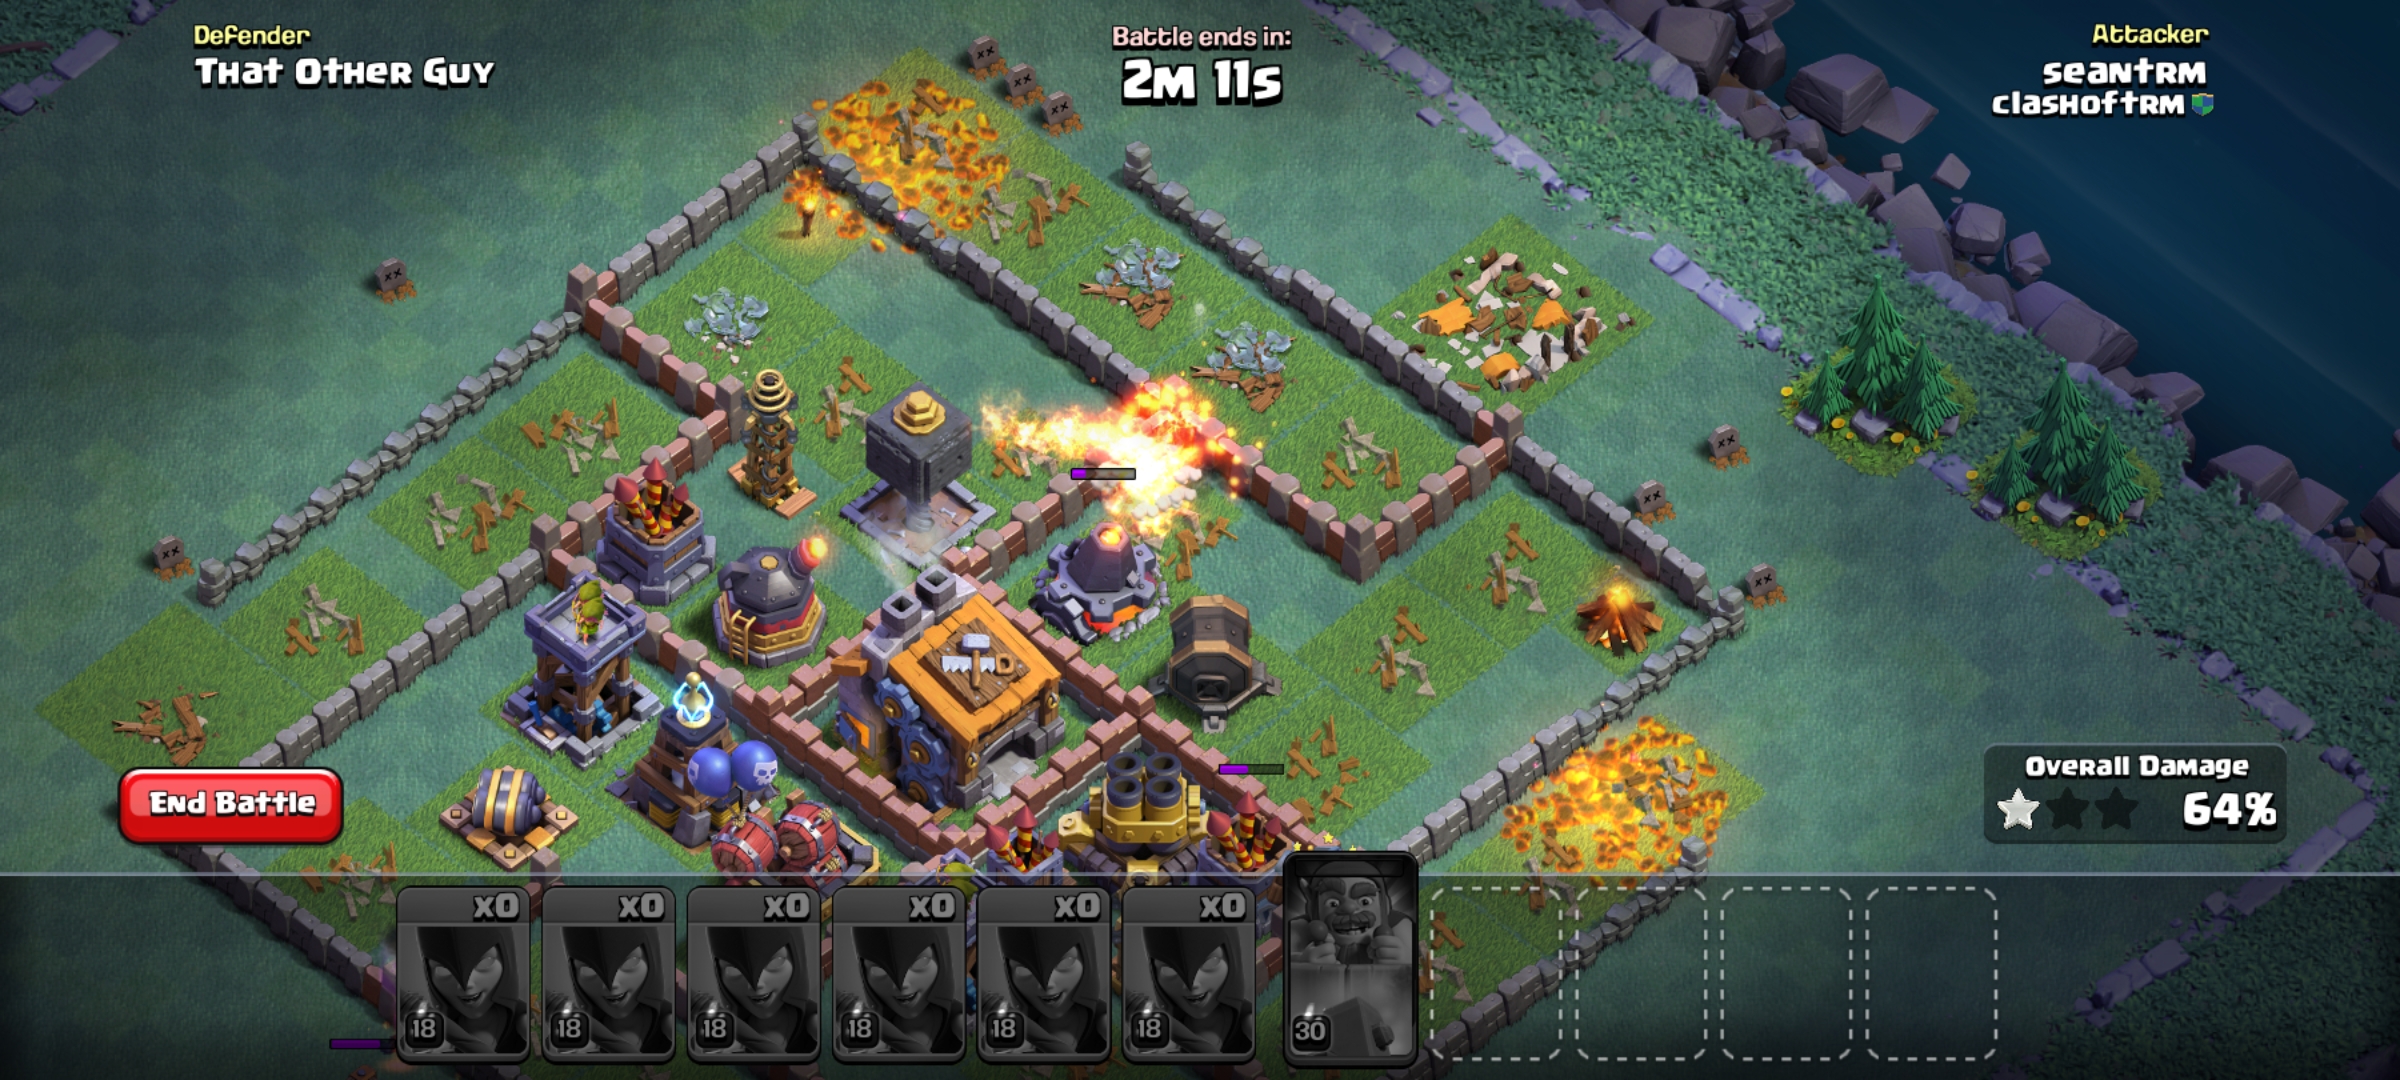 Defender
That Other Guy
Battle ends in:
2M 11s
Attacker
seantrm
clashoftrm
End Battle
Overall Damage
64%
x0
x0
x0
x0
x0
x0
18
18
18
18
18
18
30